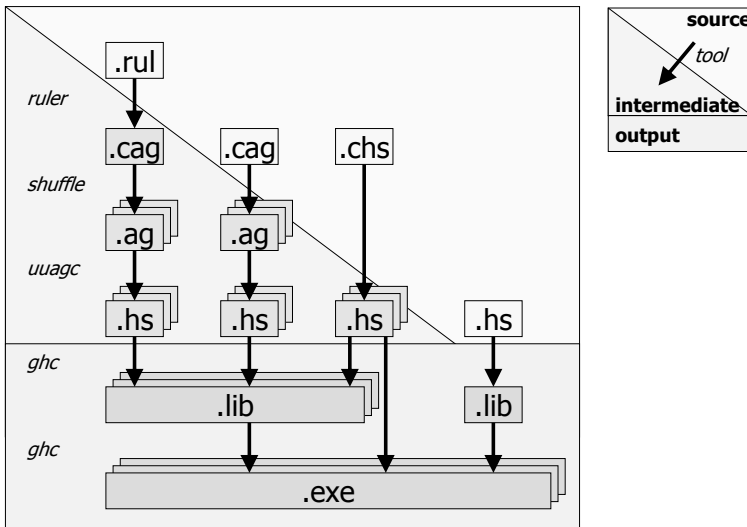 .rul
ruler
.cag .cag .chs
shuffle
.ag .ag
uuagc
.hs .hs .hs .hs
ghc
.lib .lib
ghc
.exe
source
tool
intermediate
output